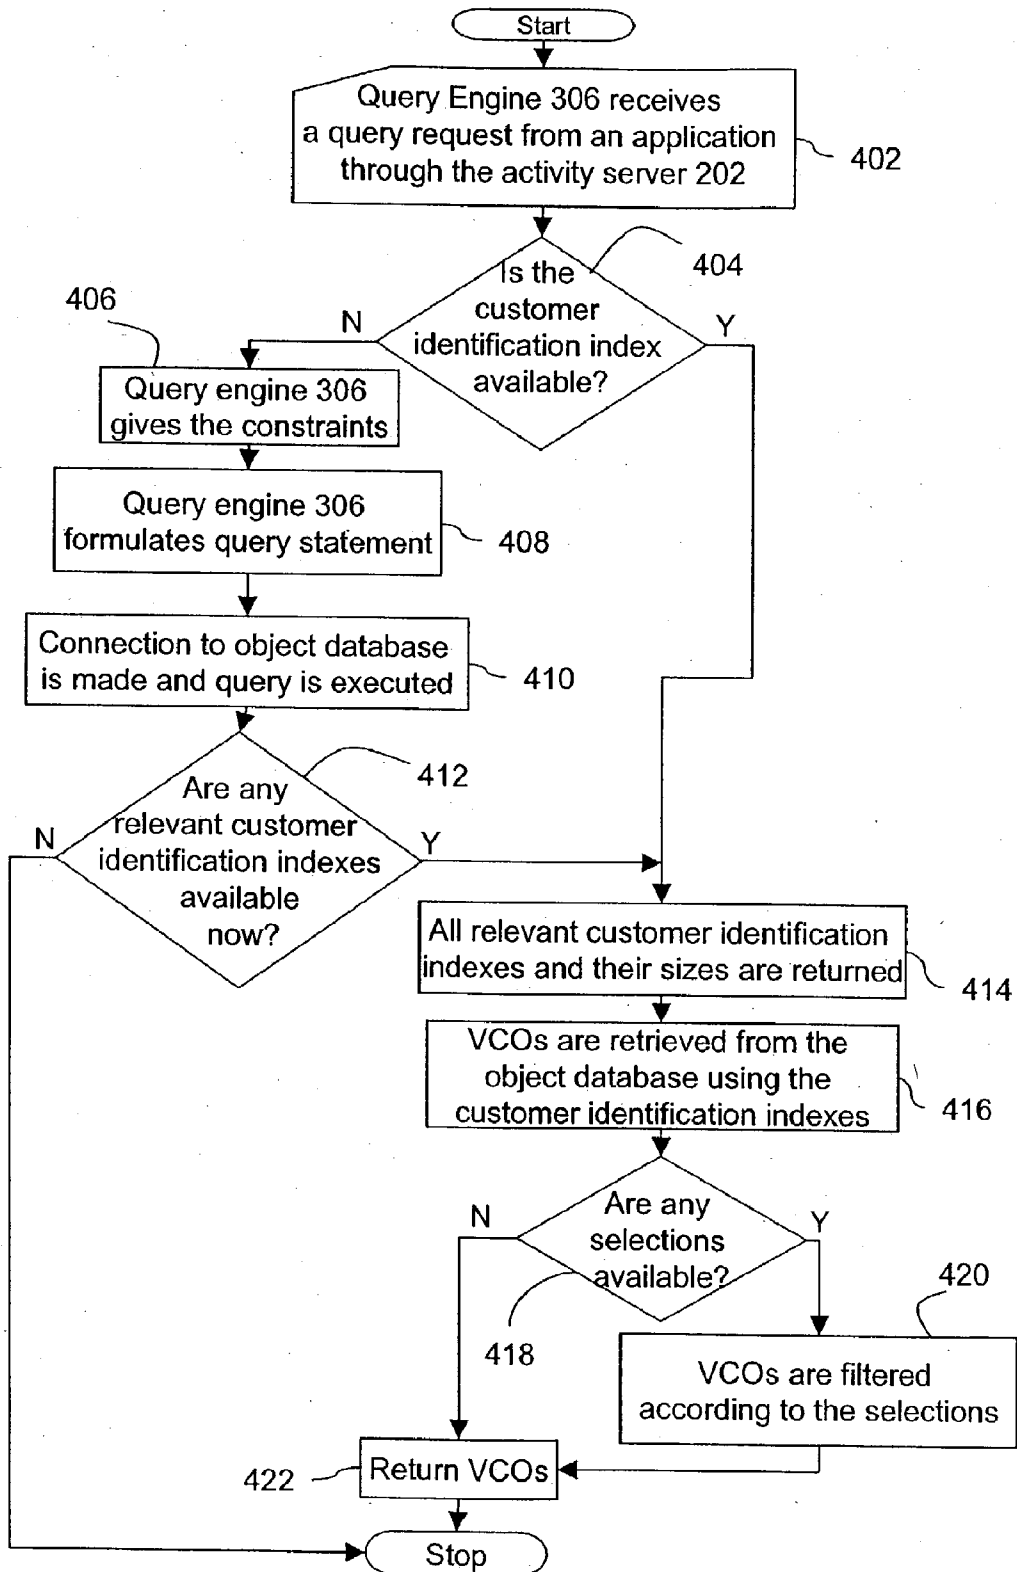 Start
Query Engine 306 receives
a query request from an application
through the activity server 202
402
Is the
customer
identification index
available?
404
N
Y
406
Query engine 306
gives the constraints
Query engine 306
formulates query statement
408
Connection to object database
is made and query is executed
410
Are any
relevant customer
identification indexes
available
now?
412
N
Y
All relevant customer identification
indexes and their sizes are returned
414
VCOs are retrieved from the
object database using the
customer identification indexes
416
Are any
selections
available?
N
Y
418
420
VCOs are filtered
according to the selections
422
Return VCOs
Stop